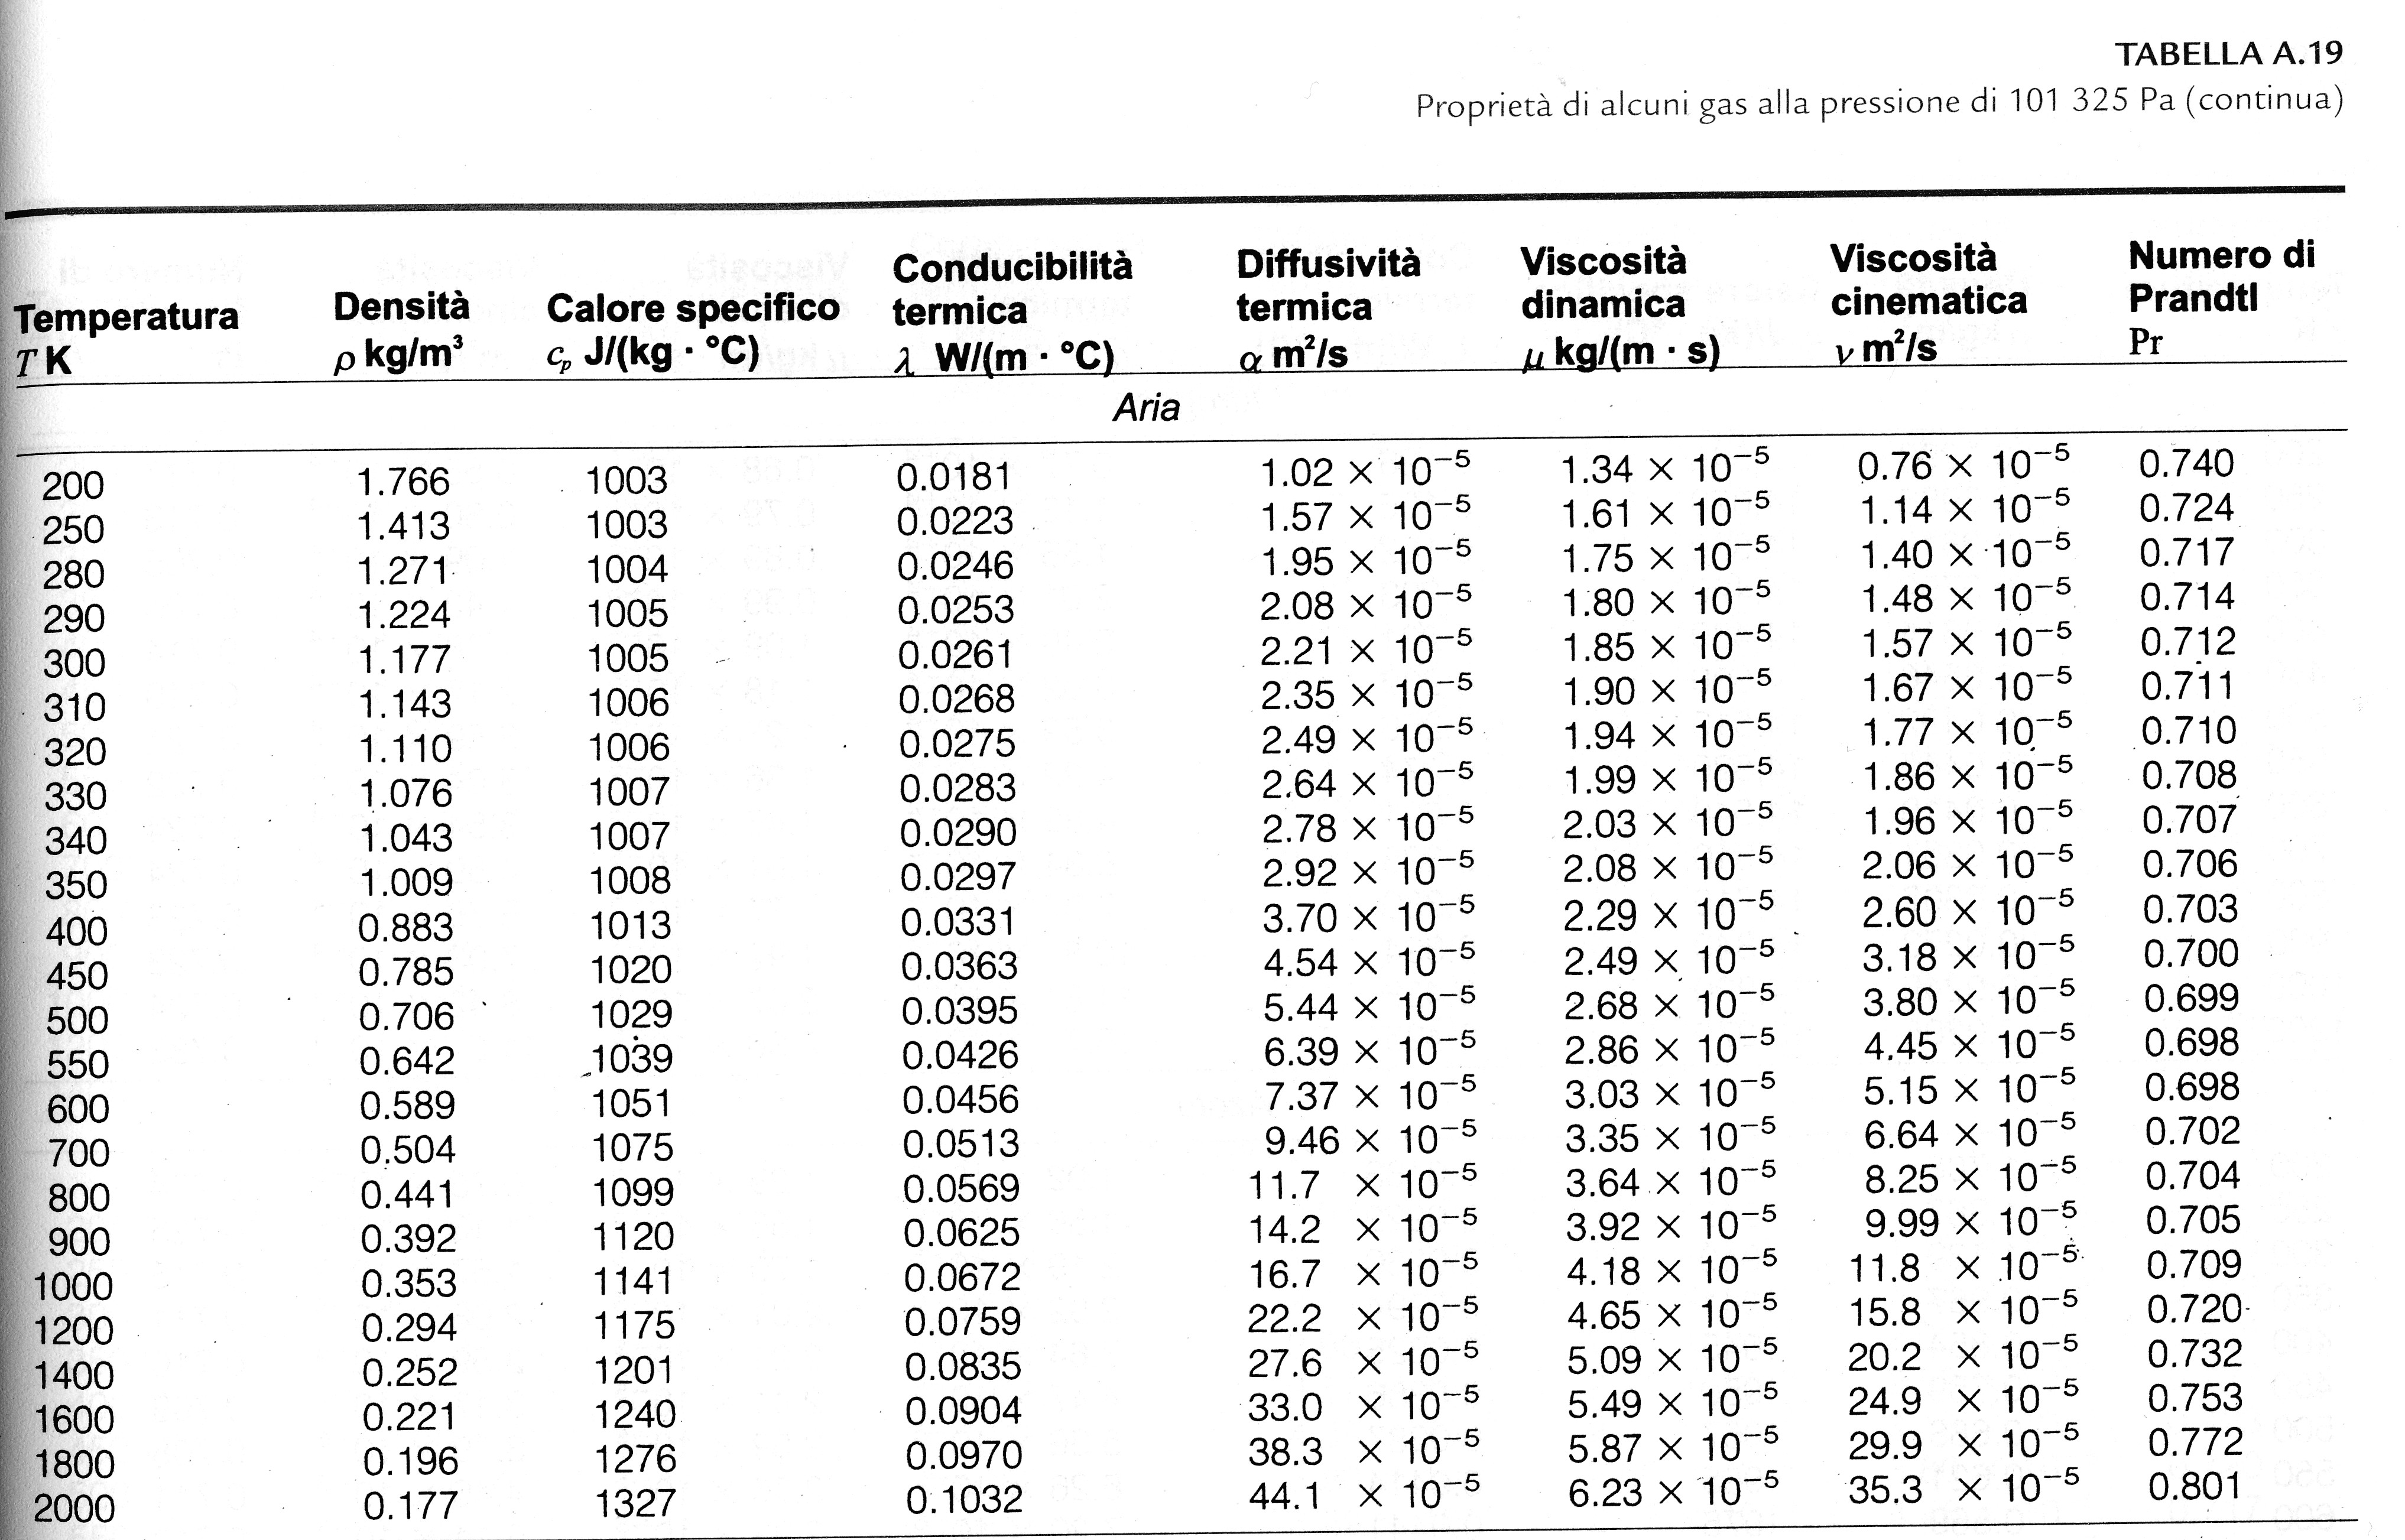 TABELLA A.19
Proprietà di alcuni gas alla pressione di 101 325 Pa (continua)
Temperatura T K Densità ρ kg/m³ Calore specifico cₚ J/(kg · °C) Conducibilità termica λ W/(m · °C) Diffusività termica α m²/s Viscosità dinamica μ kg/(m · s) Viscosità cinematica ν m²/s Numero di Prandtl Pr
Aria
200 1.766 1003 0.0181 1.02 × 10⁻⁵ 1.34 × 10⁻⁵ 0.76 × 10⁻⁵ 0.740
250 1.413 1003 0.0223 1.57 × 10⁻⁵ 1.61 × 10⁻⁵ 1.14 × 10⁻⁵ 0.724
280 1.271 1004 0.0246 1.95 × 10⁻⁵ 1.75 × 10⁻⁵ 1.40 × 10⁻⁵ 0.717
290 1.224 1005 0.0253 2.08 × 10⁻⁵ 1.80 × 10⁻⁵ 1.48 × 10⁻⁵ 0.714
300 1.177 1005 0.0261 2.21 × 10⁻⁵ 1.85 × 10⁻⁵ 1.57 × 10⁻⁵ 0.712
310 1.143 1006 0.0268 2.35 × 10⁻⁵ 1.90 × 10⁻⁵ 1.67 × 10⁻⁵ 0.711
320 1.110 1006 0.0275 2.49 × 10⁻⁵ 1.94 × 10⁻⁵ 1.77 × 10⁻⁵ 0.710
330 1.076 1007 0.0283 2.64 × 10⁻⁵ 1.99 × 10⁻⁵ 1.86 × 10⁻⁵ 0.708
340 1.043 1007 0.0290 2.78 × 10⁻⁵ 2.03 × 10⁻⁵ 1.96 × 10⁻⁵ 0.707
350 1.009 1008 0.0297 2.92 × 10⁻⁵ 2.08 × 10⁻⁵ 2.06 × 10⁻⁵ 0.706
400 0.883 1013 0.0331 3.70 × 10⁻⁵ 2.29 × 10⁻⁵ 2.60 × 10⁻⁵ 0.703
450 0.785 1020 0.0363 4.54 × 10⁻⁵ 2.49 × 10⁻⁵ 3.18 × 10⁻⁵ 0.700
500 0.706 1029 0.0395 5.44 × 10⁻⁵ 2.68 × 10⁻⁵ 3.80 × 10⁻⁵ 0.699
550 0.642 1039 0.0426 6.39 × 10⁻⁵ 2.86 × 10⁻⁵ 4.45 × 10⁻⁵ 0.698
600 0.589 1051 0.0456 7.37 × 10⁻⁵ 3.03 × 10⁻⁵ 5.15 × 10⁻⁵ 0.698
700 0.504 1075 0.0513 9.46 × 10⁻⁵ 3.35 × 10⁻⁵ 6.64 × 10⁻⁵ 0.702
800 0.441 1099 0.0569 11.7 × 10⁻⁵ 3.64 × 10⁻⁵ 8.25 × 10⁻⁵ 0.704
900 0.392 1120 0.0625 14.2 × 10⁻⁵ 3.92 × 10⁻⁵ 9.99 × 10⁻⁵ 0.705
1000 0.353 1141 0.0672 16.7 × 10⁻⁵ 4.18 × 10⁻⁵ 11.8 × 10⁻⁵ 0.709
1200 0.294 1175 0.0759 22.2 × 10⁻⁵ 4.65 × 10⁻⁵ 15.8 × 10⁻⁵ 0.720
1400 0.252 1201 0.0835 27.6 × 10⁻⁵ 5.09 × 10⁻⁵ 20.2 × 10⁻⁵ 0.732
1600 0.221 1240 0.0904 33.0 × 10⁻⁵ 5.49 × 10⁻⁵ 24.9 × 10⁻⁵ 0.753
1800 0.196 1276 0.0970 38.3 × 10⁻⁵ 5.87 × 10⁻⁵ 29.9 × 10⁻⁵ 0.772
2000 0.177 1327 0.1032 44.1 × 10⁻⁵ 6.23 × 10⁻⁵ 35.3 × 10⁻⁵ 0.801